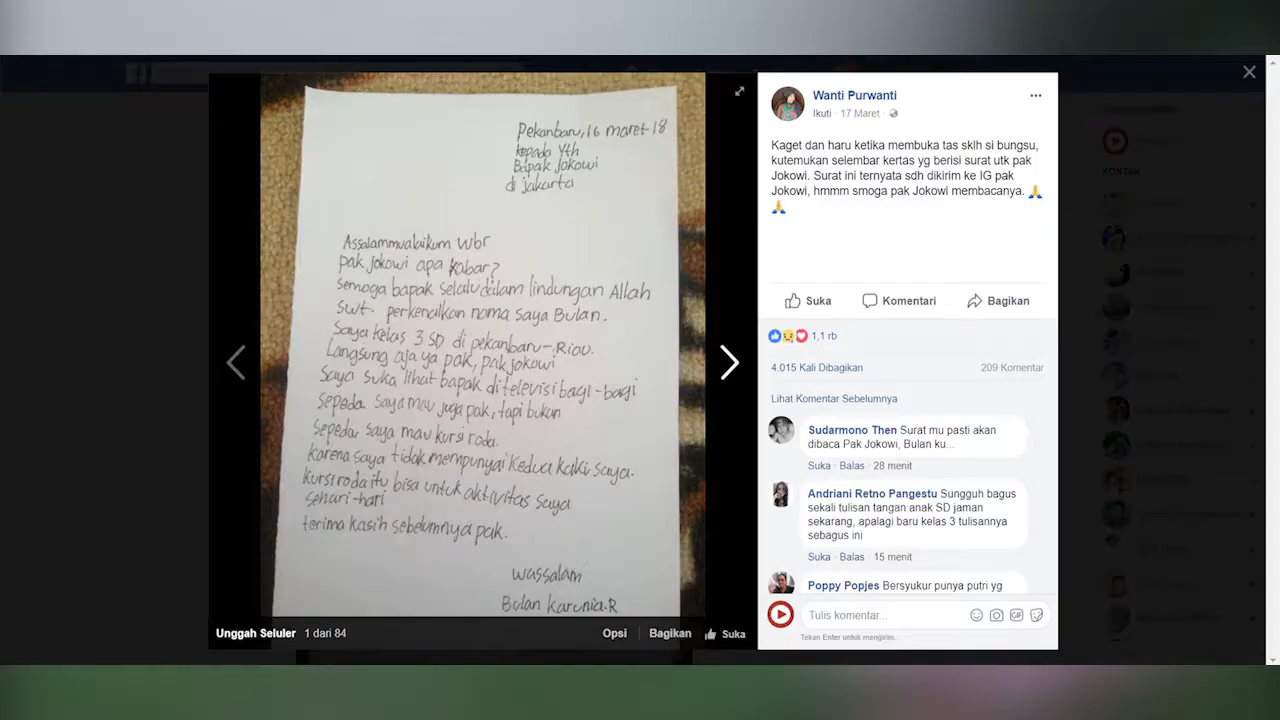 Pekanbaru, 16 maret 18
kepada Yth
Bapak Jokowi
di jakarta
Assalammualaikum wbr
pak jokowi apa kabar?
Semoga bapak selalu dalam lindungan Allah
Swt. perkenalkan nama saya Bulan.
Saya kelas 3 SD di pekanbaru-Riau.
Langsung aja ya pak, pak jokowi
Saya suka lihat bapak di televisi bagi-bagi
Sepeda saya mau juga pak, tapi bukan
Sepeda saya mau kursi roda.
karena saya tidak mempunyai kedua kaki saya.
kursi roda itu bisa untuk aktivitas saya
sehari-hari
terima kasih sebelumnya pak.
wassalam
Bulan karunia.R
Unggah Seluler 1 dari 84
Opsi Bagikan Suka
Wanti Purwanti
Ikuti · 17 Maret ·
Kaget dan haru ketika membuka tas sklh si bungsu,
kutemukan selembar kertas yg berisi surat utk pak
Jokowi. Surat ini ternyata sdh dikirim ke IG pak
Jokowi, hmmm smoga pak Jokowi membacanya. 🙏
🙏
Suka Komentari Bagikan
1,1 rb
4.015 Kali Dibagikan 209 Komentar
Lihat Komentar Sebelumnya
Sudarmono Then Surat mu pasti akan
dibaca Pak Jokowi, Bulan ku...
Suka · Balas · 28 menit
Andriani Retno Pangestu Sungguh bagus
sekali tulisan tangan anak SD jaman
sekarang, apalagi baru kelas 3 tulisannya
sebagus ini
Suka · Balas · 15 menit
Poppy Popjes Bersyukur punya putri yg
Tulis komentar...
Tekan Enter untuk mengirim.
KONTAK